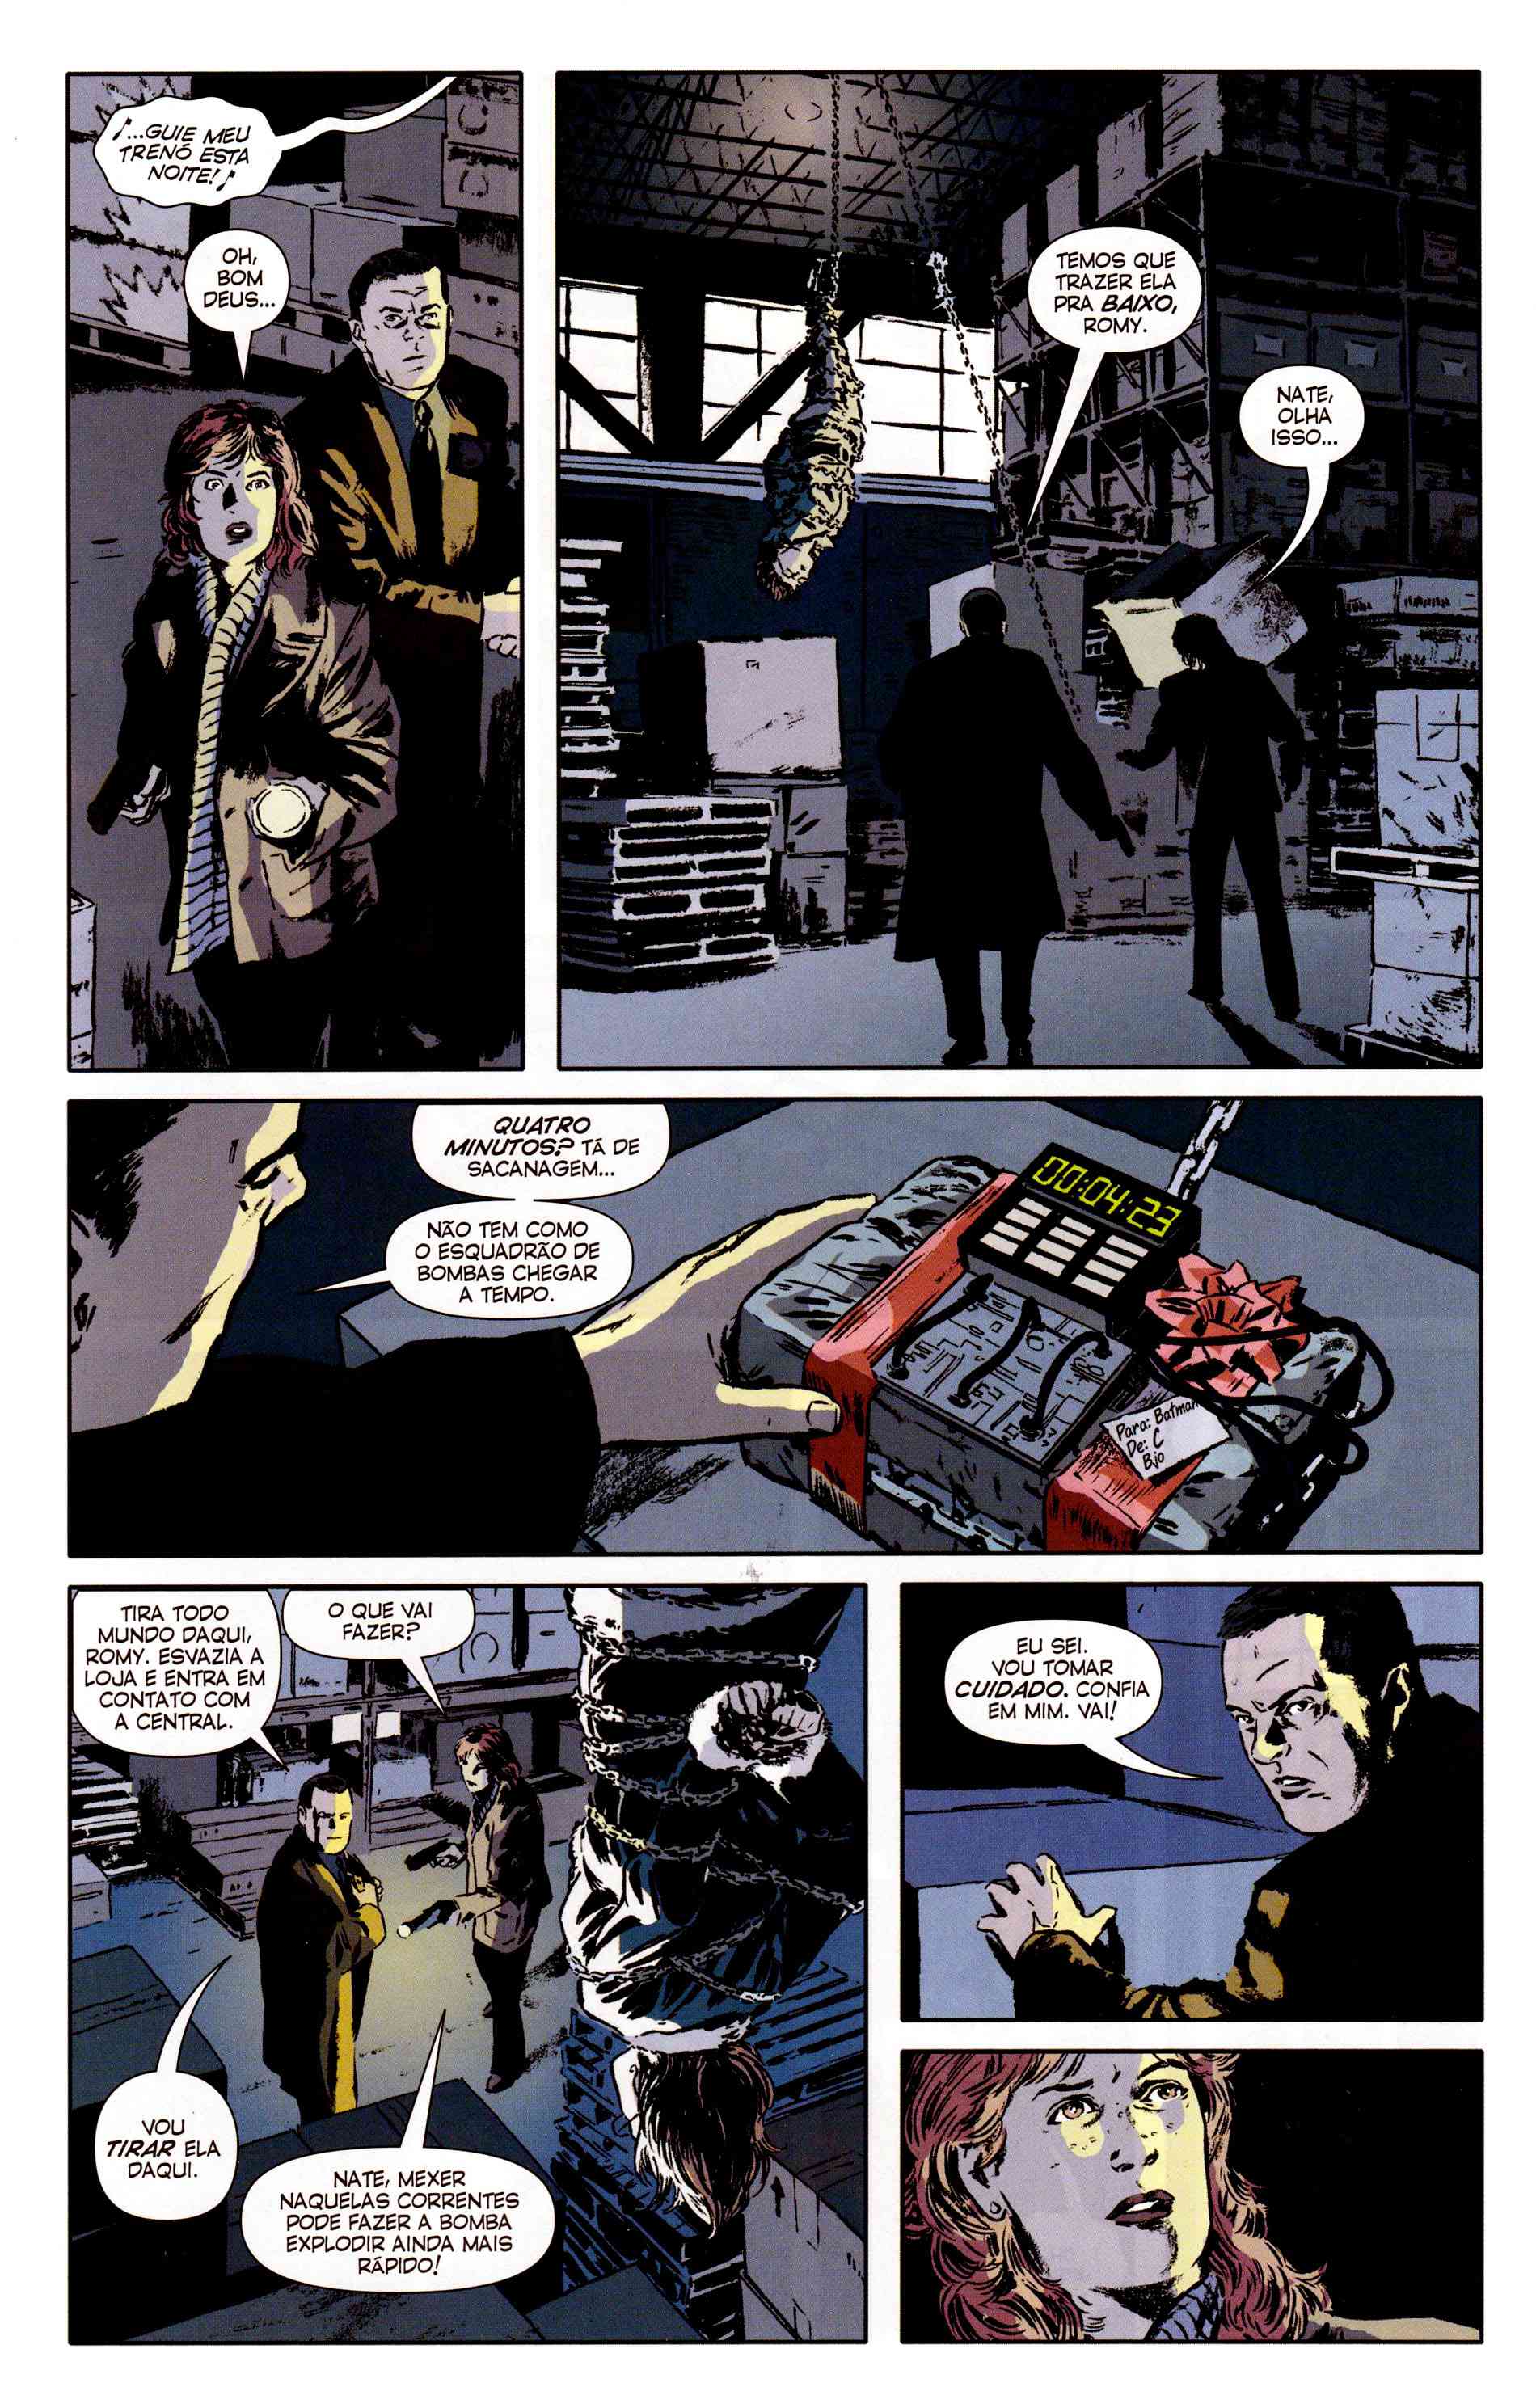 ♪...GUIE MEU
TRENÓ ESTA
NOITE!♪
OH,
BOM
DEUS...
TEMOS QUE
TRAZER ELA
PRA BAIXO,
ROMY.
NATE,
OLHA
ISSO...
QUATRO
MINUTOS? TÁ DE
SACANAGEM...
NÃO TEM COMO
O ESQUADRÃO DE
BOMBAS CHEGAR
A TEMPO.
00:04:23
Para: Batman
De: C
Bjo
TIRA TODO
MUNDO DAQUI,
ROMY. ESVAZIA A
LOJA E ENTRA EM
CONTATO COM
A CENTRAL.
O QUE VAI
FAZER?
VOU
TIRAR ELA
DAQUI.
NATE, MEXER
NAQUELAS CORRENTES
PODE FAZER A BOMBA
EXPLODIR AINDA MAIS
RÁPIDO!
EU SEI.
VOU TOMAR
CUIDADO. CONFIA
EM MIM. VAI!